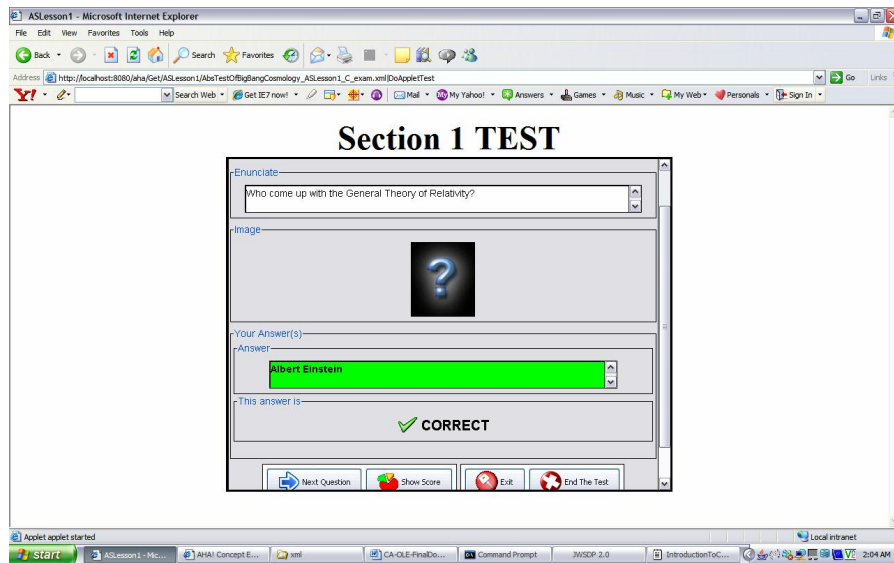 ASLesson1 - Microsoft Internet Explorer
File Edit View Favorites Tools Help
Back Search Favorites
Address http://localhost:8080/aha/Get/ASLesson1/AbsTestOfBigBangCosmology_ASLesson1_C_exam.xml|DoAppletTest Go Links
Y! Search Web Get IE7 now! Mail My Yahoo! Answers Games Music My Web Personals Sign In
Section 1 TEST
Enunciate
Who come up with the General Theory of Relativity?
Image
?
Your Answer(s)
Answer
Albert Einstein
This answer is
CORRECT
Next Question Show Score Exit End The Test
Applet applet started Local intranet
start ASLesson1 - Mic... AHA! Concept E... xml CA-OLE-FinalDo... Command Prompt JWSDP 2.0 IntroductionToC... 2:04 AM